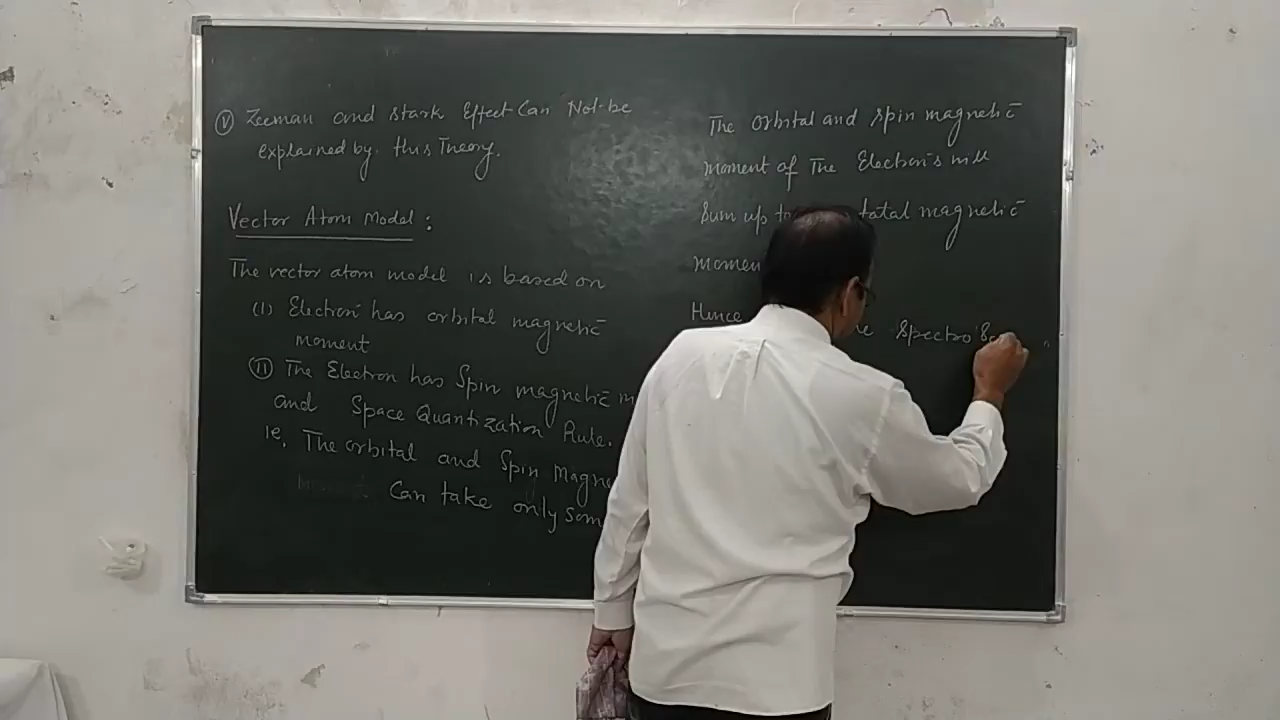 (V) Zeeman and Stark Effect Can Not be
explained by this Theory.
Vector Atom Model :
The vector atom model is based on
(1) Electron has orbital magnetic
moment
(II) The Electron has Spin magnetic m
and Space Quantization Rule.
ie. The orbital and Spin Magne
Can take only som
The orbital and spin magnetic
moment of The Electron's will
Sum up to total magnetic
momen
Hence Spectro